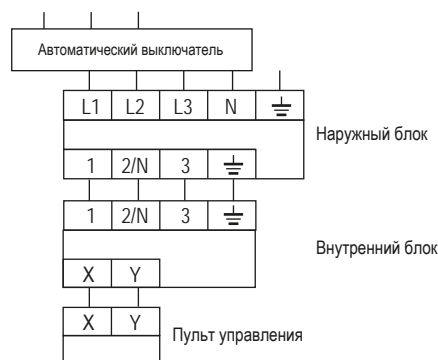 Автоматический выключатель
L1 L2 L3 N
Наружный блок
1 2/N 3
1 2/N 3
Внутренний блок
X Y
X Y
Пульт управления